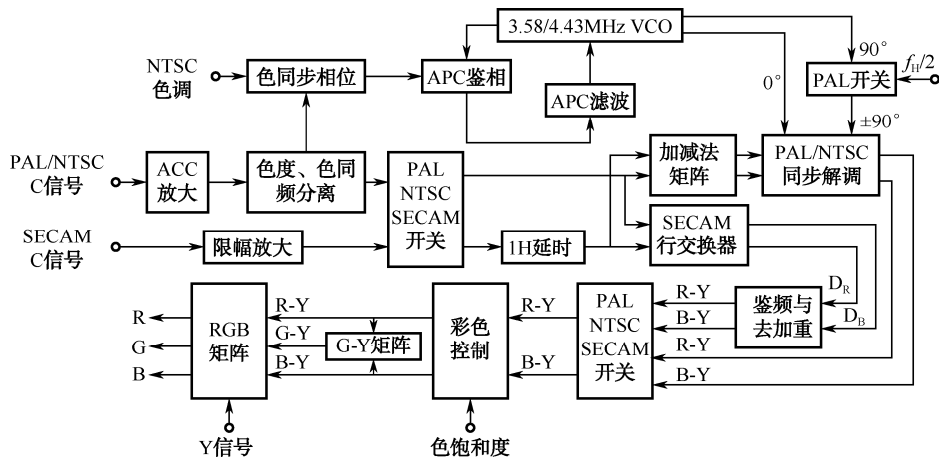 3.58/4.43MHz VCO
NTSC
色调
色同步相位
APC鉴相
APC滤波
0°
90°
PAL开关
fH/2
±90°
PAL/NTSC
C信号
ACC
放大
色度、色同
频分离
PAL
NTSC
SECAM
开关
加减法
矩阵
PAL/NTSC
同步解调
SECAM
C信号
限幅放大
1H延时
SECAM
行交换器
DR
DB
R
G
B
RGB
矩阵
R-Y
G-Y
B-Y
G-Y矩阵
彩色
控制
R-Y
B-Y
PAL
NTSC
SECAM
开关
R-Y
B-Y
R-Y
B-Y
鉴频与
去加重
Y信号
色饱和度